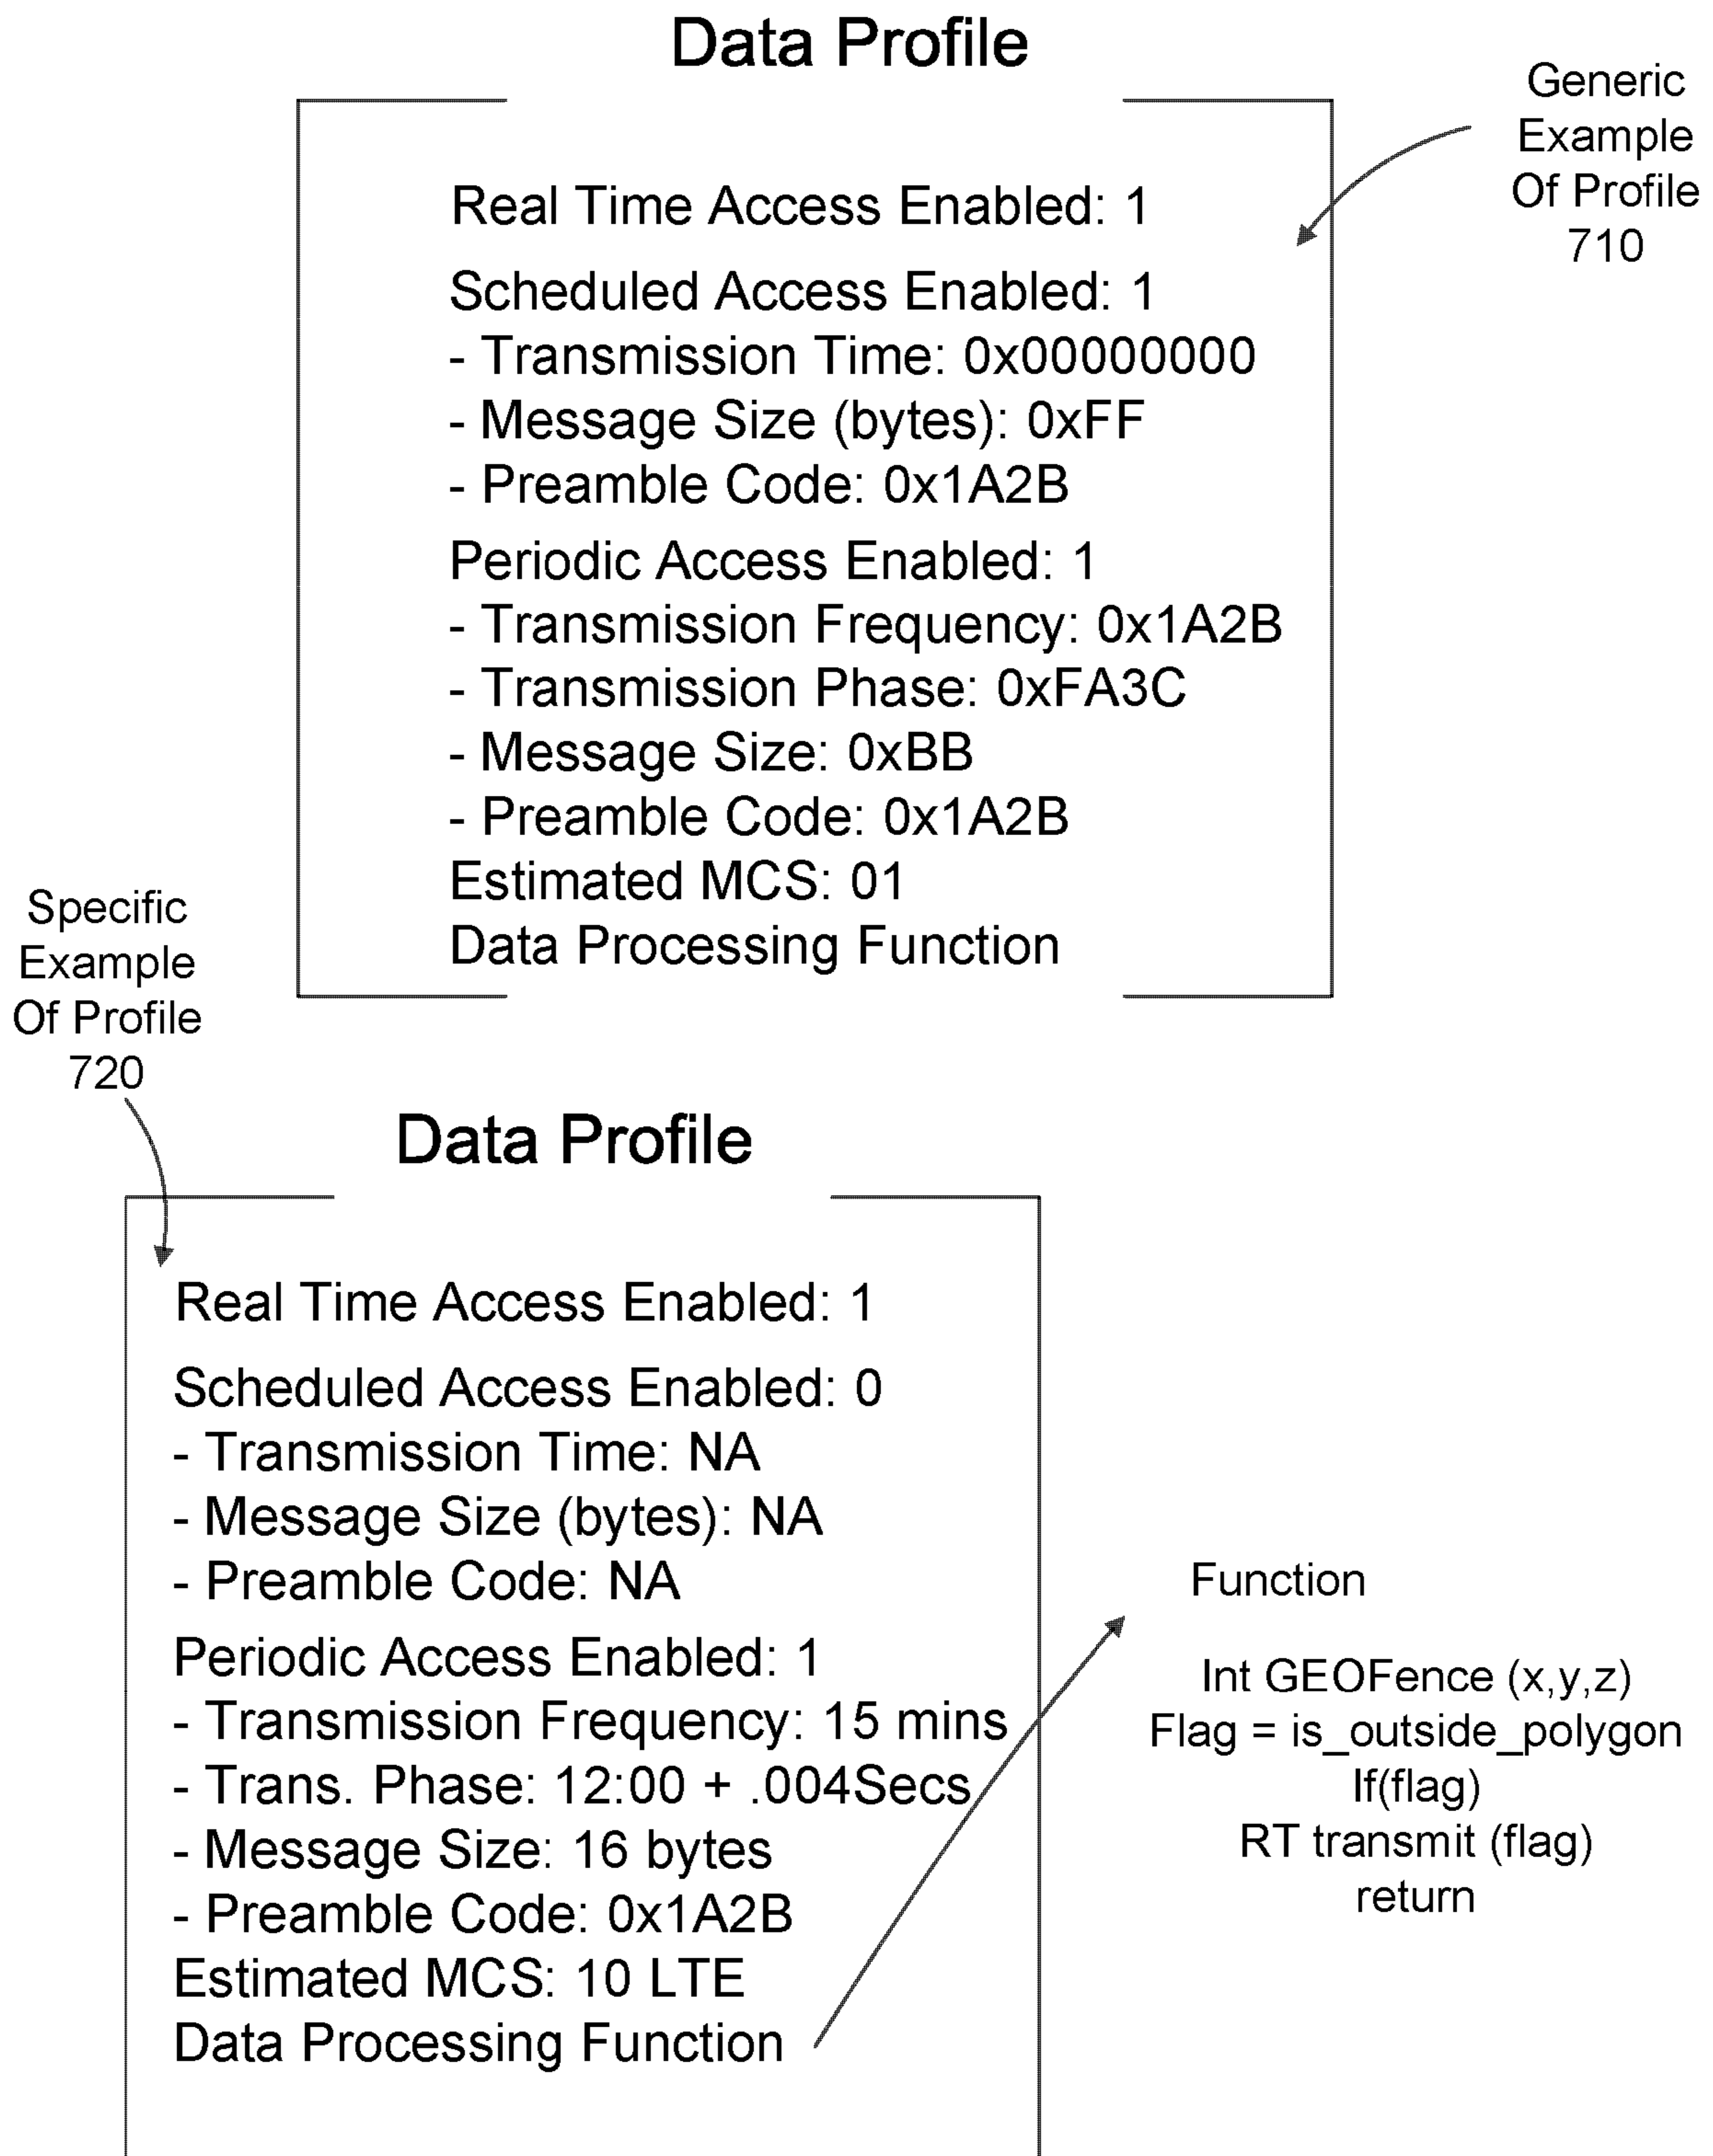 Data Profile
Generic
Example
Of Profile
710
Real Time Access Enabled: 1
Scheduled Access Enabled: 1
- Transmission Time: 0x00000000
- Message Size (bytes): 0xFF
- Preamble Code: 0x1A2B
Periodic Access Enabled: 1
- Transmission Frequency: 0x1A2B
- Transmission Phase: 0xFA3C
- Message Size: 0xBB
- Preamble Code: 0x1A2B
Estimated MCS: 01
Data Processing Function
Specific
Example
Of Profile
720
Data Profile
Real Time Access Enabled: 1
Scheduled Access Enabled: 0
- Transmission Time: NA
- Message Size (bytes): NA
- Preamble Code: NA
Periodic Access Enabled: 1
- Transmission Frequency: 15 mins
- Trans. Phase: 12:00 + .004Secs
- Message Size: 16 bytes
- Preamble Code: 0x1A2B
Estimated MCS: 10 LTE
Data Processing Function
Function
Int GEOFence (x,y,z)
Flag = is_outside_polygon
If(flag)
RT transmit (flag)
return